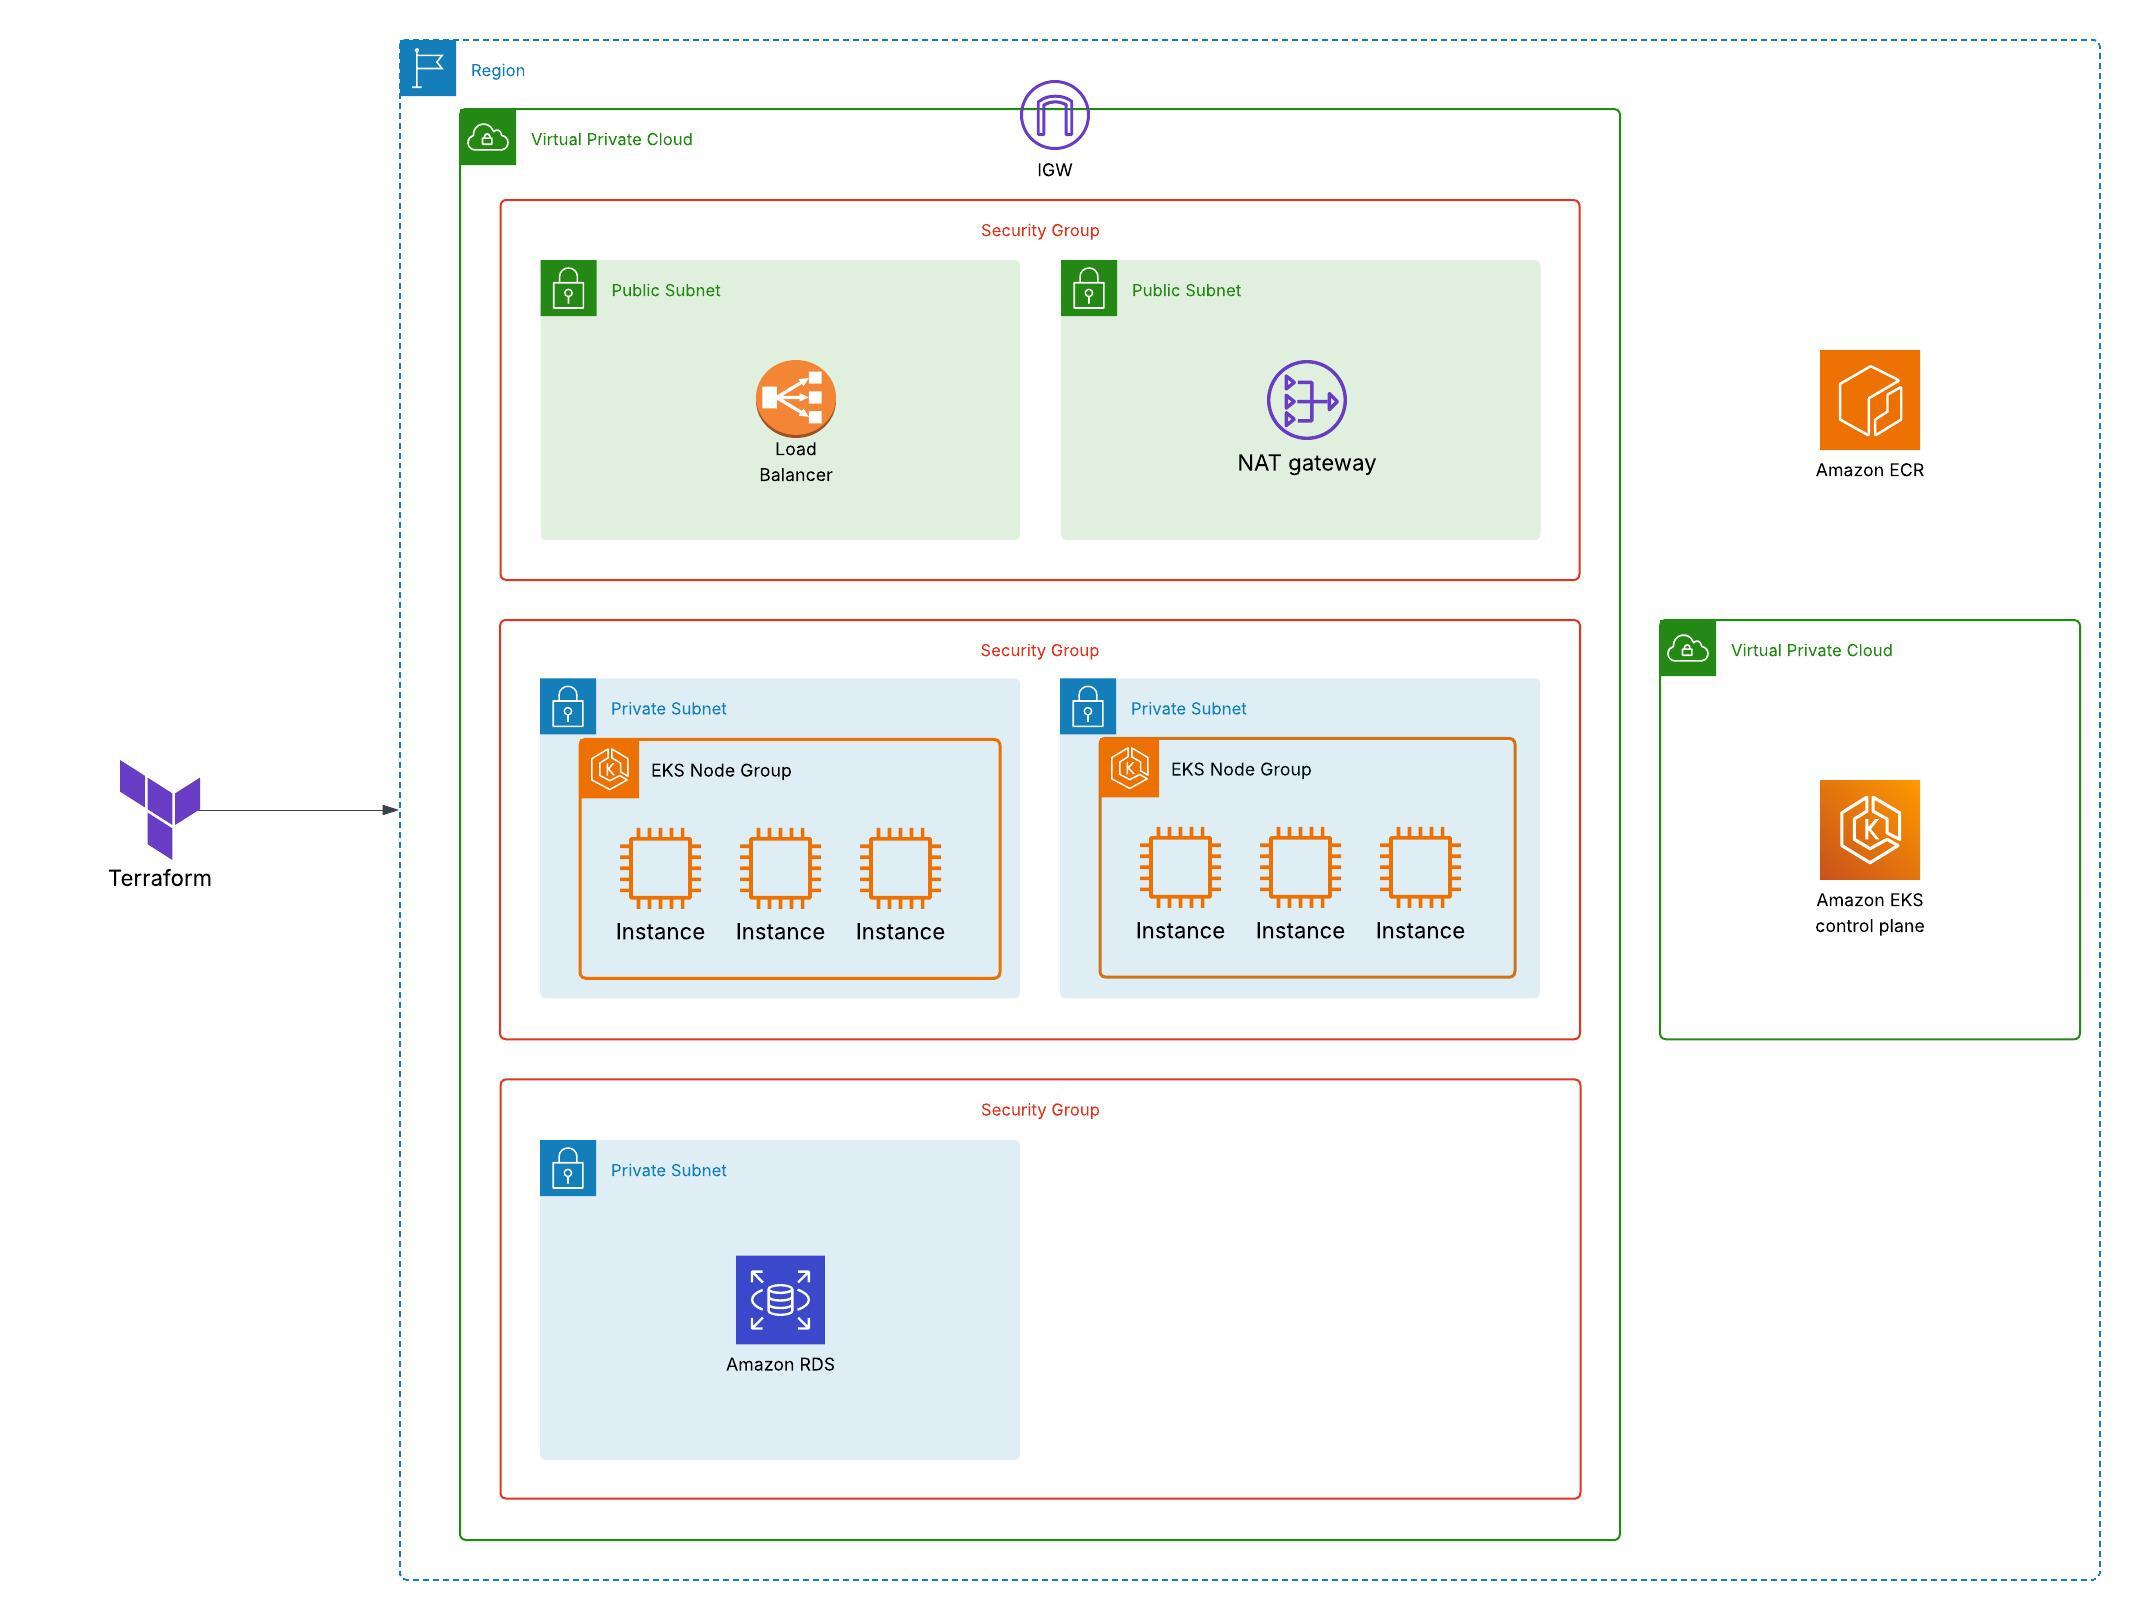 Region
Virtual Private Cloud
IGW
Security Group
Public Subnet
Public Subnet
Load
Balancer
NAT gateway
Amazon ECR
Security Group
Virtual Private Cloud
Private Subnet
Private Subnet
EKS Node Group
EKS Node Group
Instance
Instance
Instance
Instance
Instance
Instance
Amazon EKS
control plane
Terraform
Security Group
Private Subnet
Amazon RDS